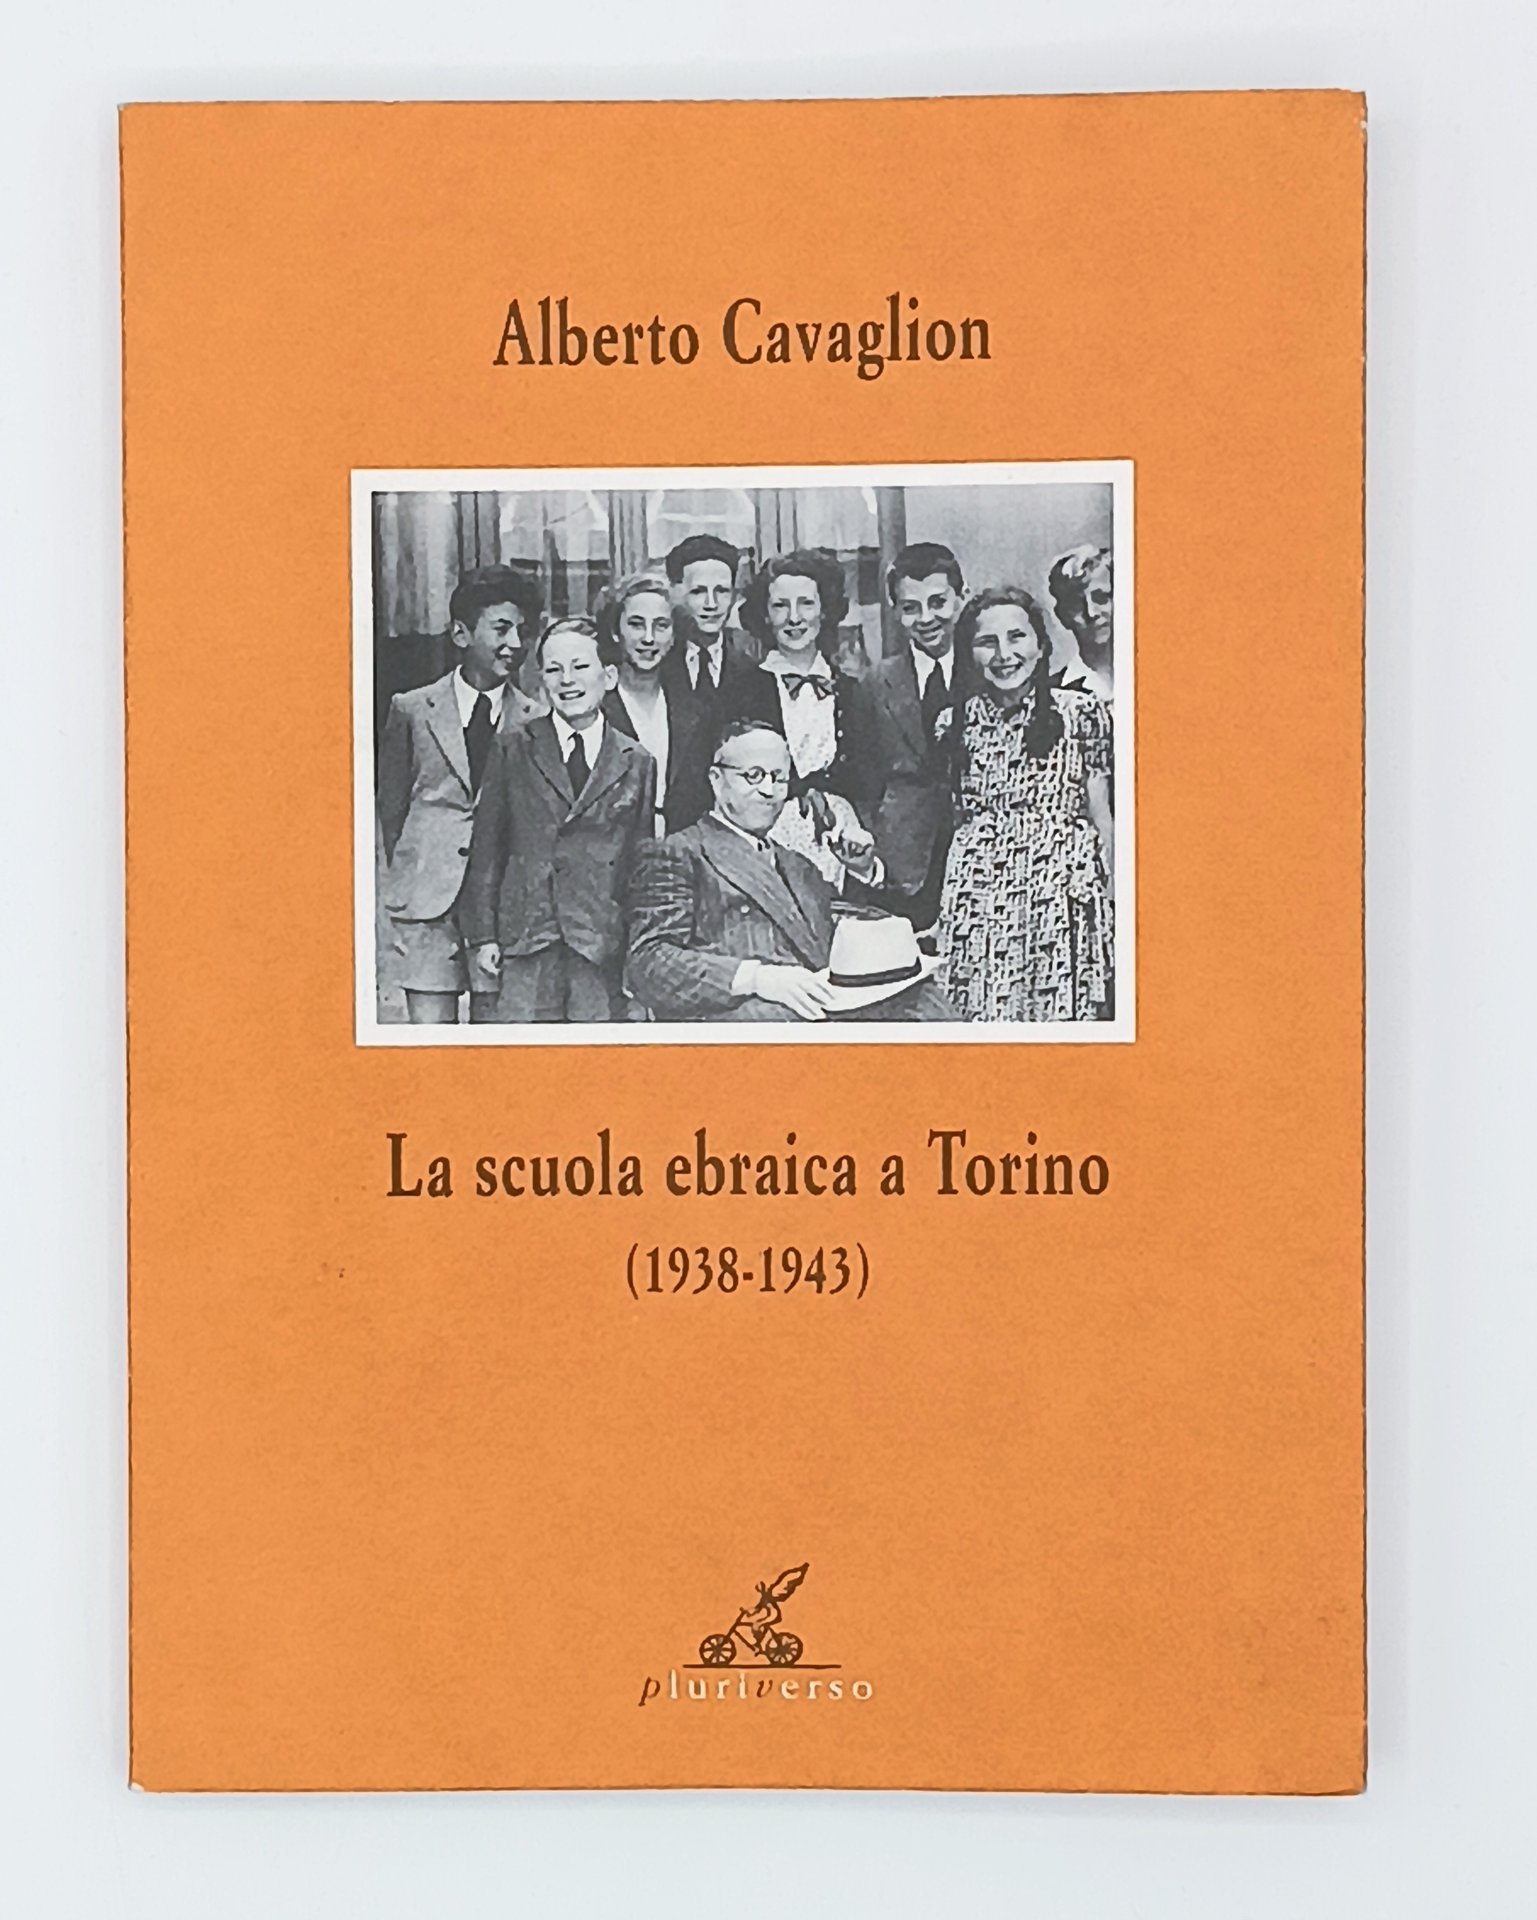 Alberto Cavaglion
La scuola ebraica a Torino
(1938-1943)
pluriverso